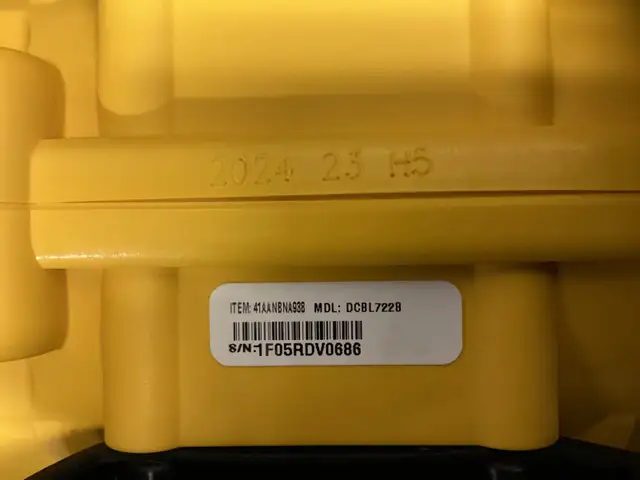 2024 23 H5
ITEM: 41AANBNA938 MDL: DCBL722B
S/N:1F05RDV0686